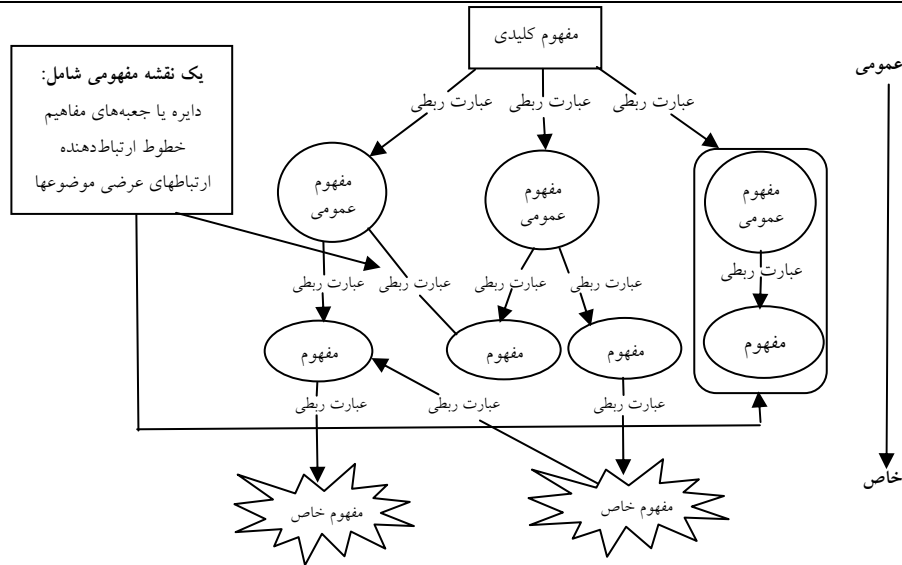 مفهوم کلیدی
عمومی
یک نقشه مفهومی شامل:
دایره یا جعبه‌های مفاهیم
خطوط ارتباط‌دهنده
ارتباطهای عرضی موضوعها
عبارت ربطی
عبارت ربطی
عبارت ربطی
مفهوم
عمومی
مفهوم
عمومی
مفهوم
عمومی
عبارت ربطی
عبارت ربطی
عبارت ربطی
عبارت ربطی
عبارت ربطی
مفهوم
مفهوم
مفهوم
مفهوم
عبارت ربطی
عبارت ربطی
عبارت ربطی
خاص
مفهوم خاص
مفهوم خاص